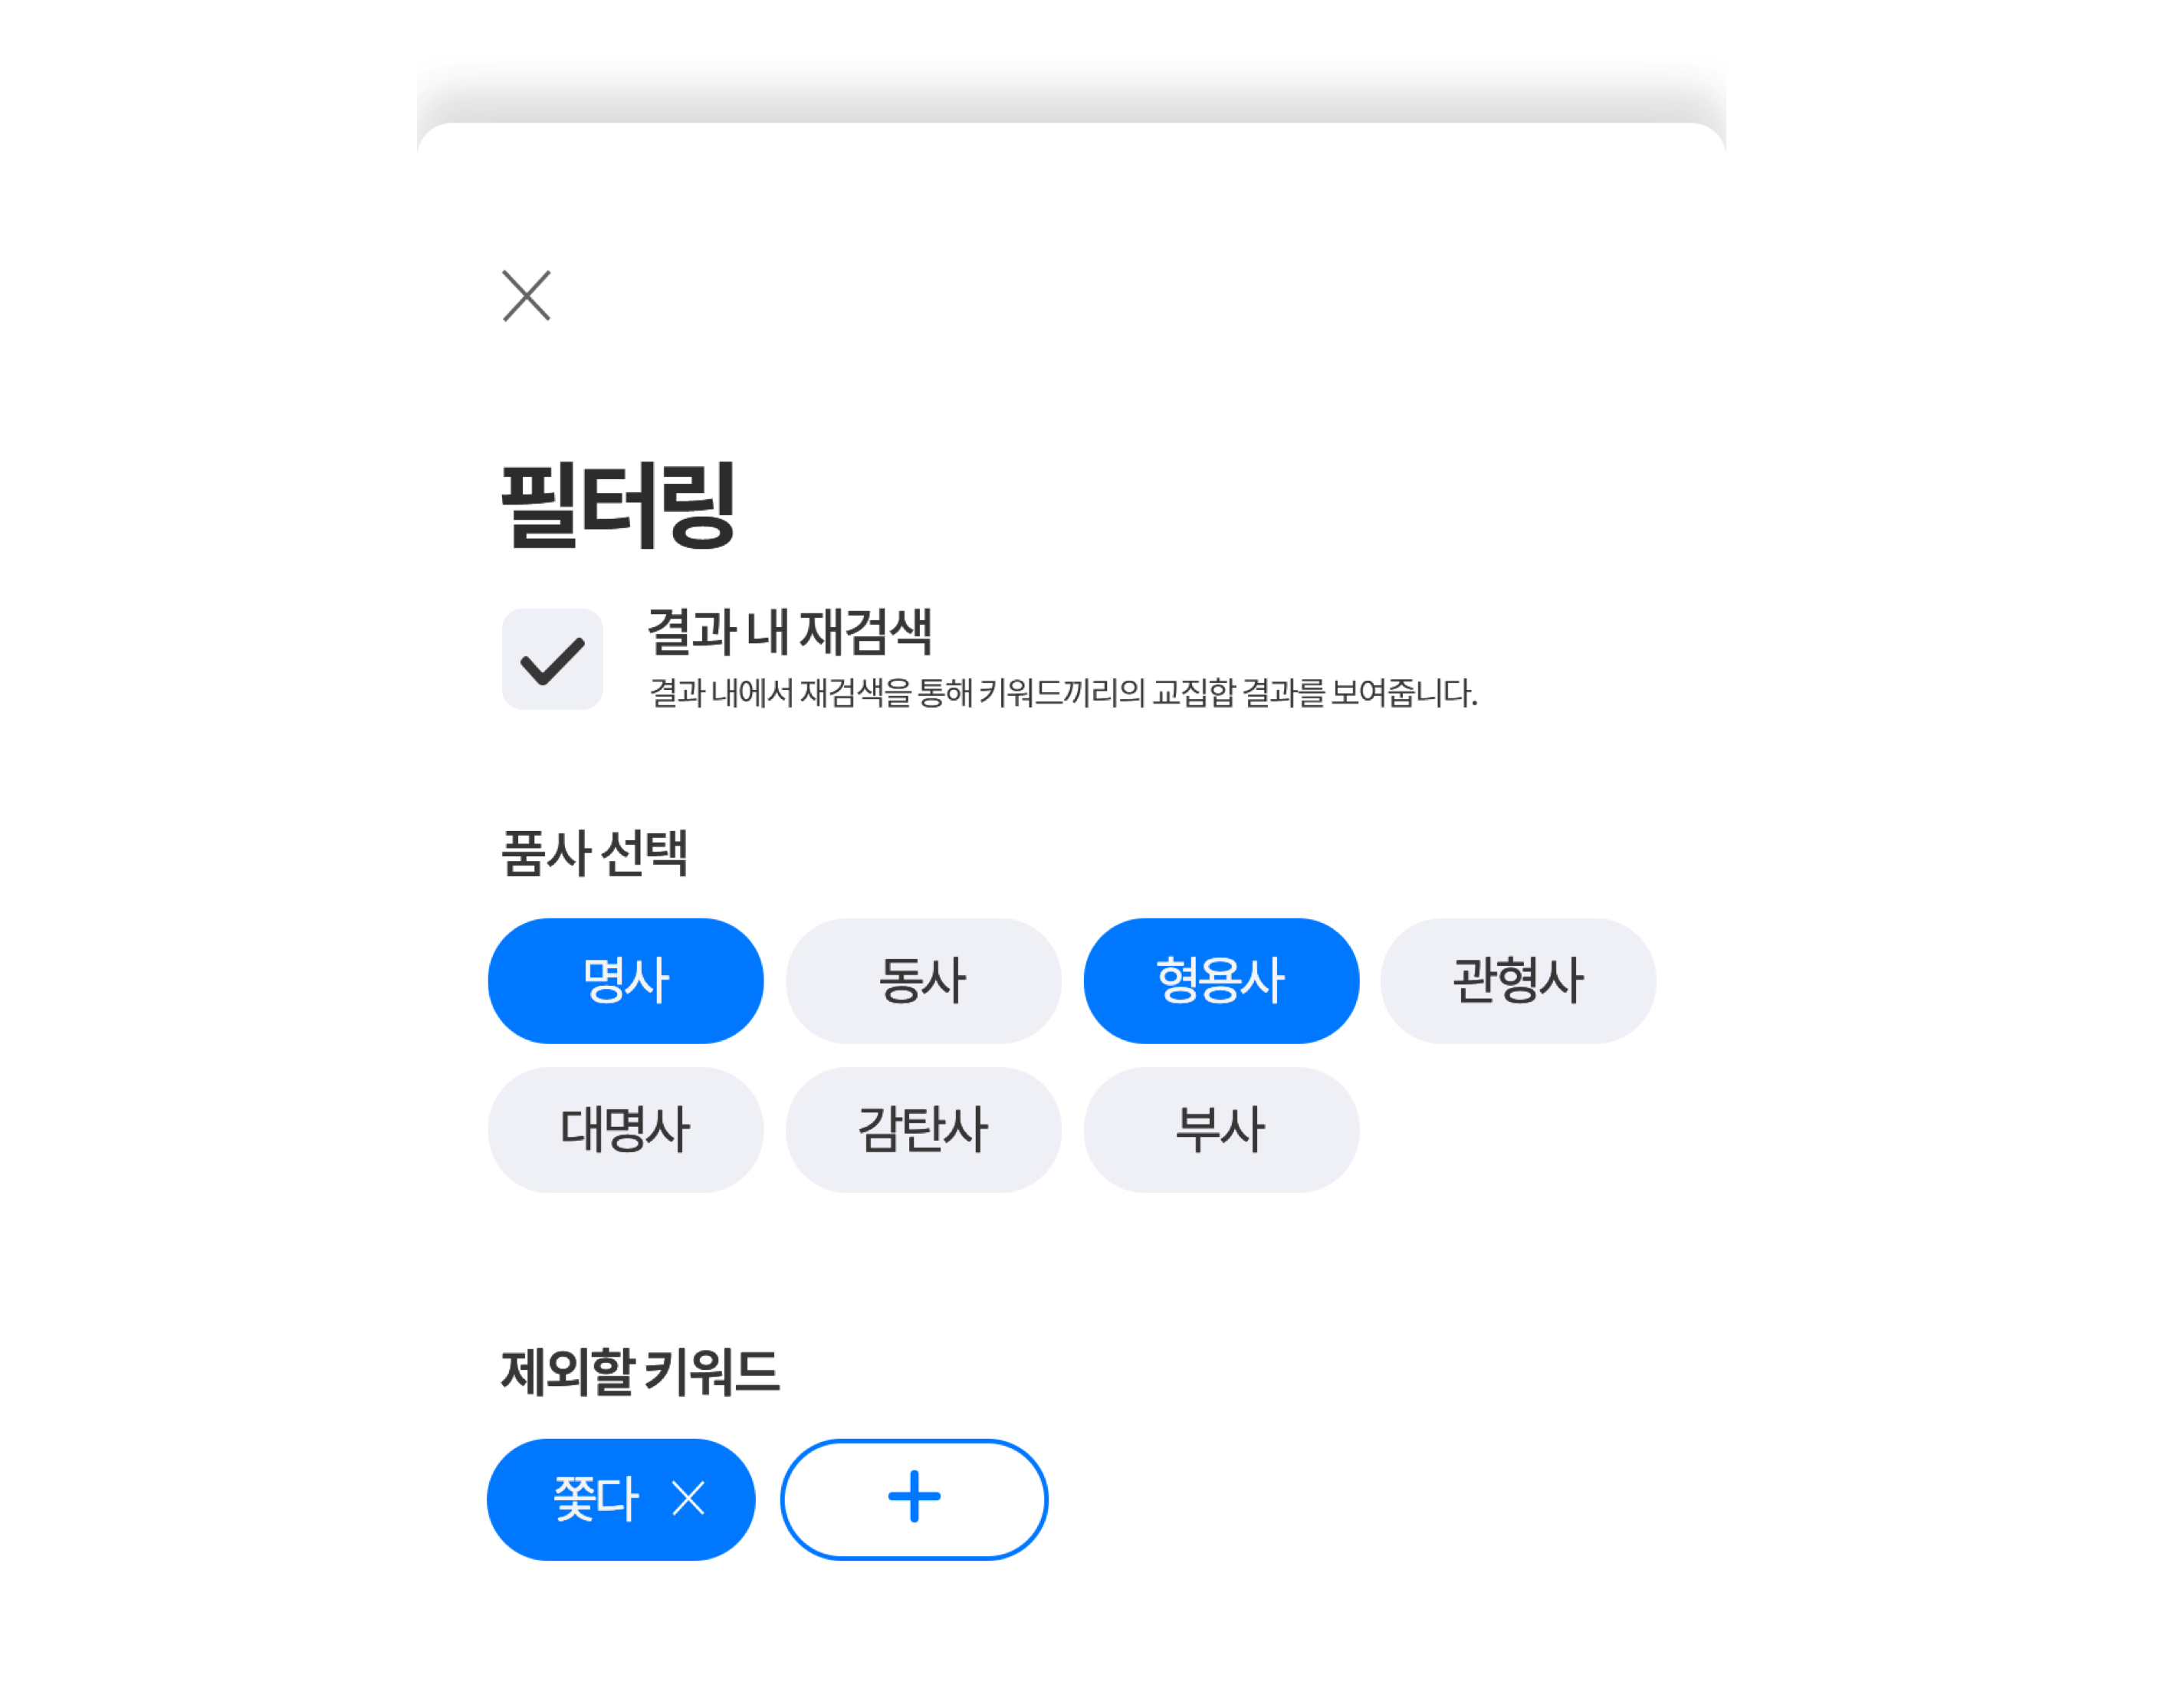 필터링
결과 내 재검색
결과 내에서 재검색을 통해 키워드끼리의 교집합 결과를 보여줍니다.
품사 선택
명사 동사 형용사 관형사
대명사 감탄사 부사
제외할 키워드
쫓다